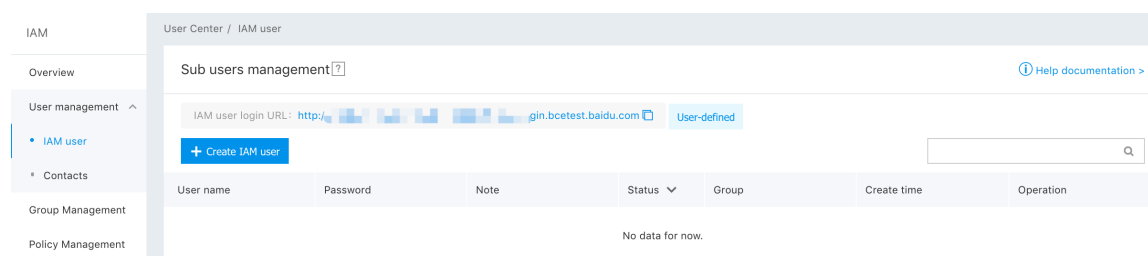 IAM
User Center / IAM user
Overview
Sub users management ?
Help documentation >
User management
IAM user login URL: http:/ gin.bcetest.baidu.com
User-defined
IAM user
+ Create IAM user
Contacts
User name Password Note Status Group Create time Operation
Group Management
Policy Management
No data for now.